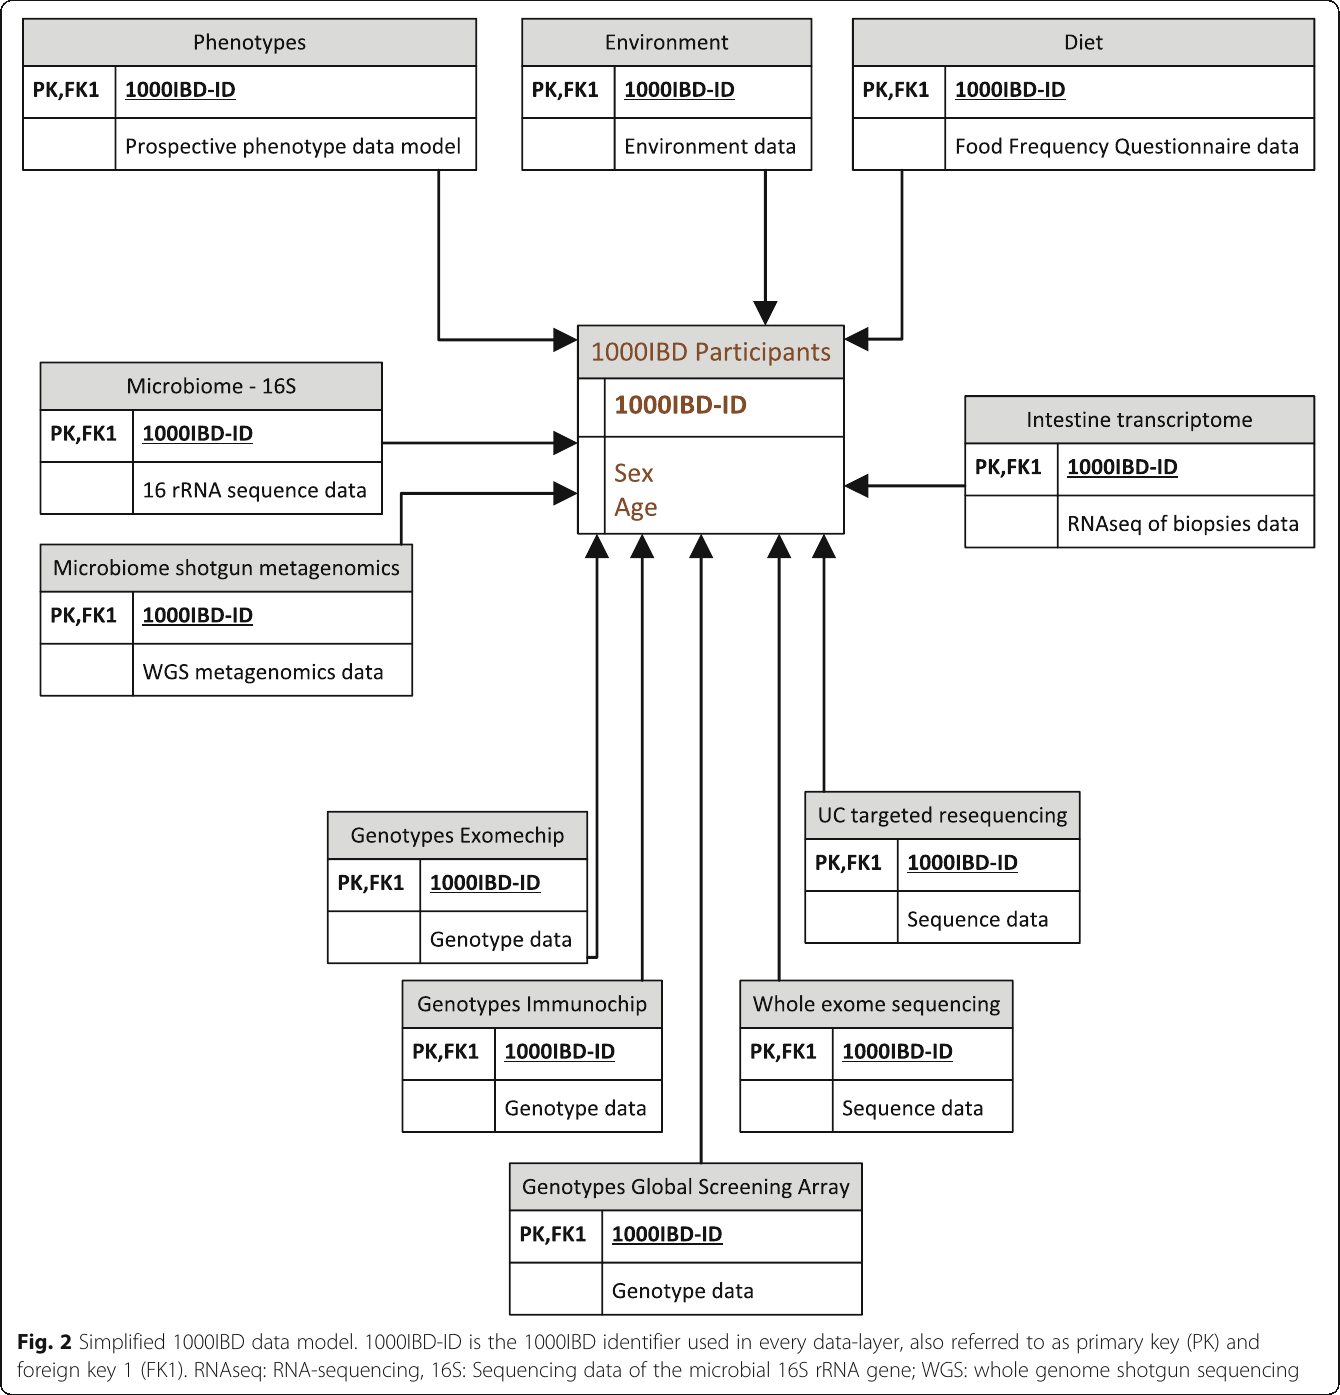 Phenotypes
PK,FK1 1000IBD-ID
Prospective phenotype data model
Environment
PK,FK1 1000IBD-ID
Environment data
Diet
PK,FK1 1000IBD-ID
Food Frequency Questionnaire data
1000IBD Participants
1000IBD-ID
Sex
Age
Microbiome - 16S
PK,FK1 1000IBD-ID
16 rRNA sequence data
Intestine transcriptome
PK,FK1 1000IBD-ID
RNAseq of biopsies data
Microbiome shotgun metagenomics
PK,FK1 1000IBD-ID
WGS metagenomics data
Genotypes Exomechip
PK,FK1 1000IBD-ID
Genotype data
UC targeted resequencing
PK,FK1 1000IBD-ID
Sequence data
Genotypes Immunochip
PK,FK1 1000IBD-ID
Genotype data
Whole exome sequencing
PK,FK1 1000IBD-ID
Sequence data
Genotypes Global Screening Array
PK,FK1 1000IBD-ID
Genotype data
Fig. 2 Simplified 1000IBD data model. 1000IBD-ID is the 1000IBD identifier used in every data-layer, also referred to as primary key (PK) and
foreign key 1 (FK1). RNAseq: RNA-sequencing, 16S: Sequencing data of the microbial 16S rRNA gene; WGS: whole genome shotgun sequencing